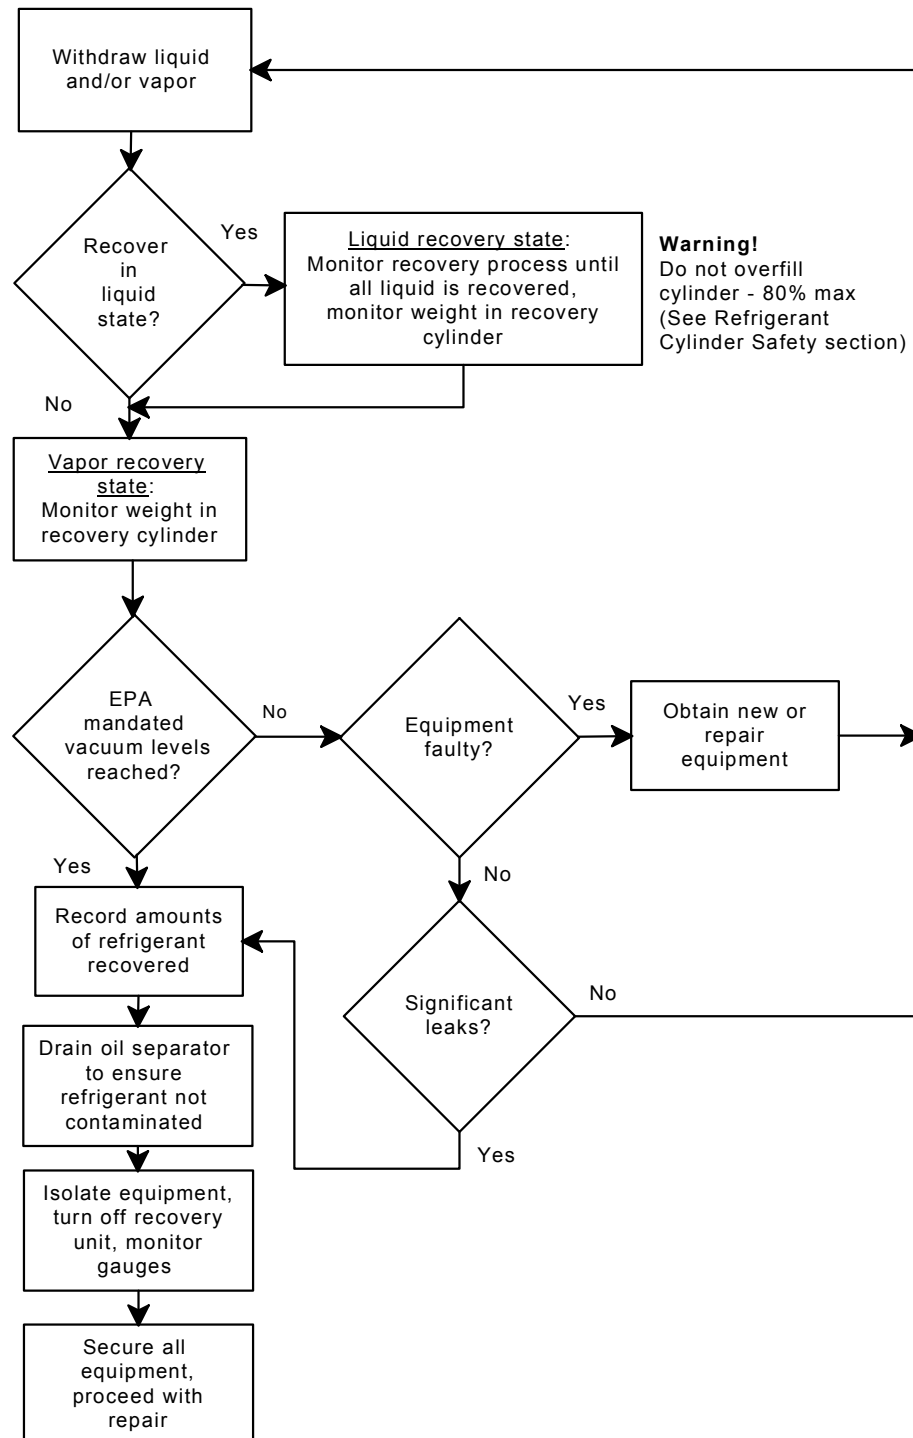 Withdraw liquid
and/or vapor
Recover
in
liquid
state?
Yes
Liquid recovery state:
Monitor recovery process until
all liquid is recovered,
monitor weight in recovery
cylinder
Warning!
Do not overfill
cylinder - 80% max
(See Refrigerant
Cylinder Safety section)
No
Vapor recovery
state:
Monitor weight in
recovery cylinder
EPA
mandated
vacuum levels
reached?
No
Equipment
faulty?
Yes
Obtain new or
repair
equipment
Yes
No
Record amounts
of refrigerant
recovered
Significant
leaks?
No
Yes
Drain oil separator
to ensure
refrigerant not
contaminated
Isolate equipment,
turn off recovery
unit, monitor
gauges
Secure all
equipment,
proceed with
repair